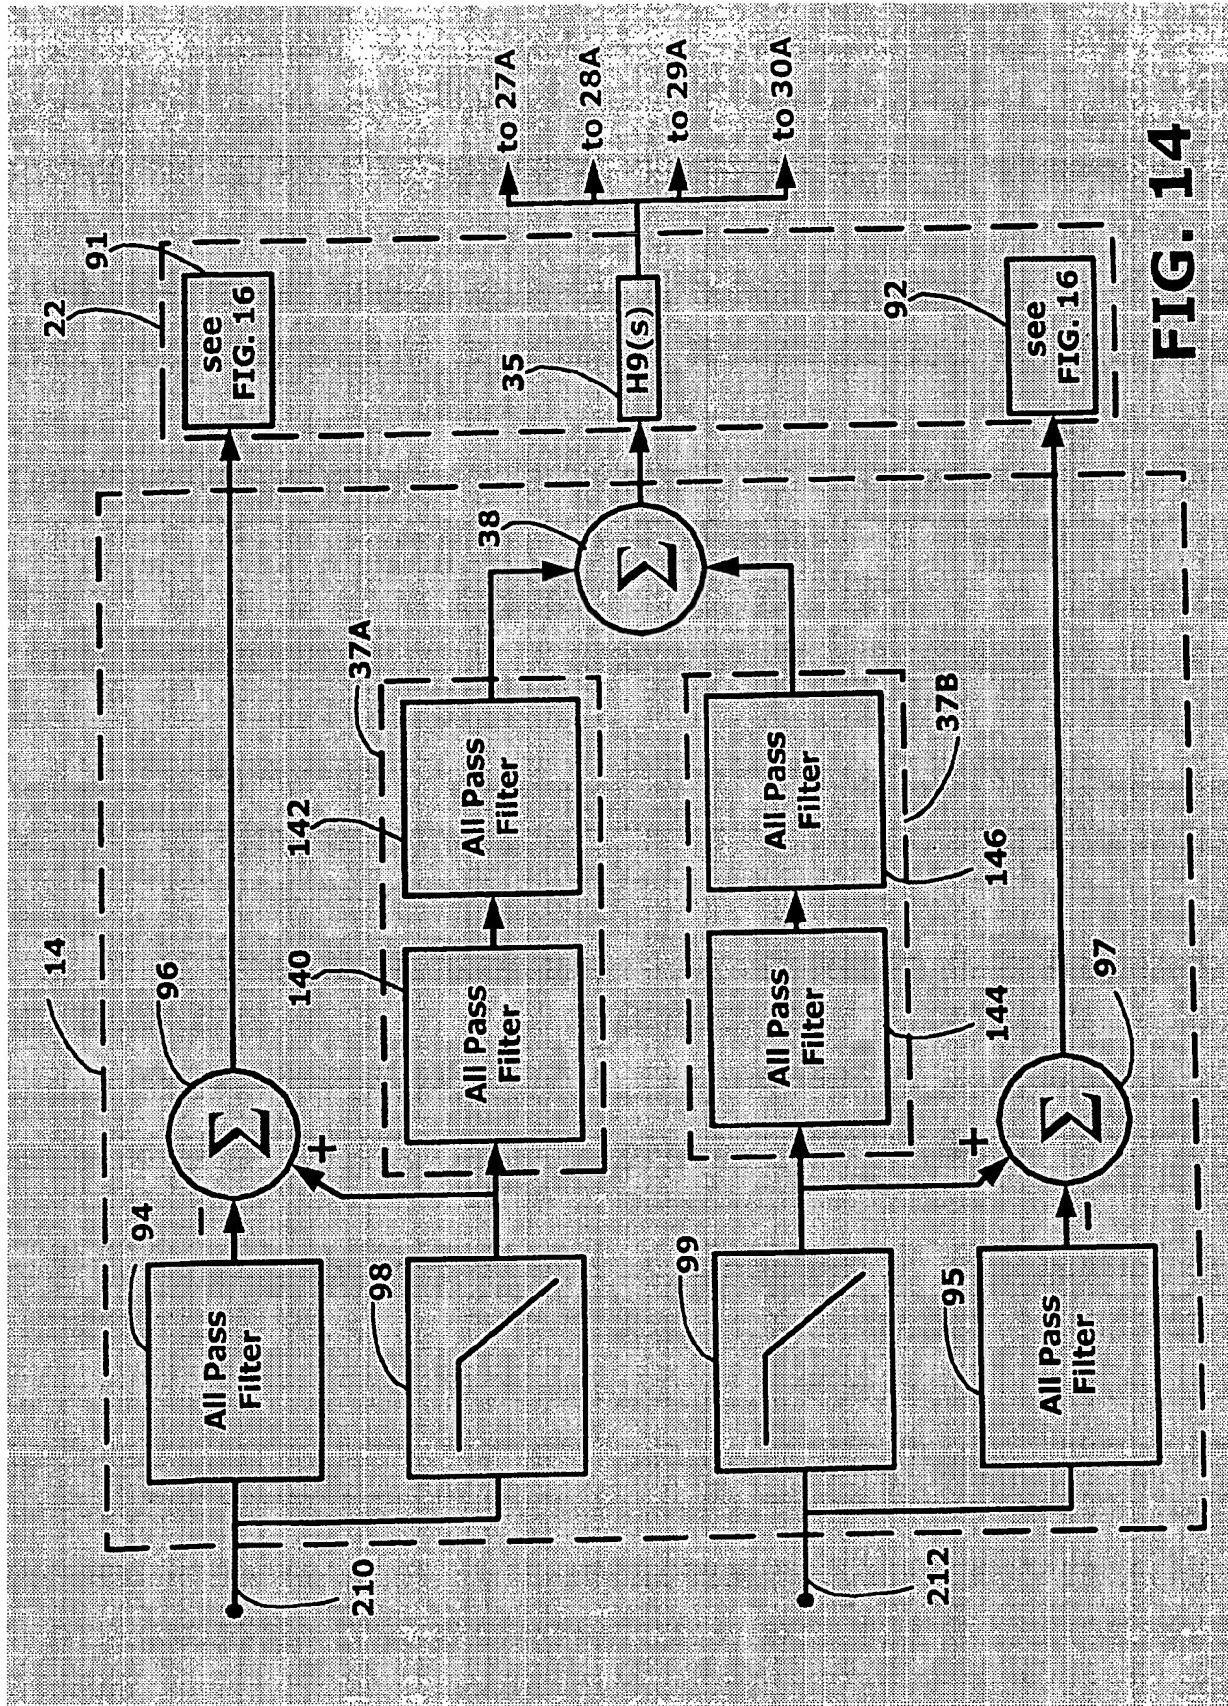 22
91
see
FIG. 16
14
94
96
All Pass
Filter
Σ
−
+
210
37A
140
142
All Pass
Filter
All Pass
Filter
98
38
Σ
35
H9(s)
to 27A
to 28A
to 29A
to 30A
99
All Pass
Filter
All Pass
Filter
144
146
37B
212
95
All Pass
Filter
+
−
Σ
97
92
see
FIG. 16
FIG. 14